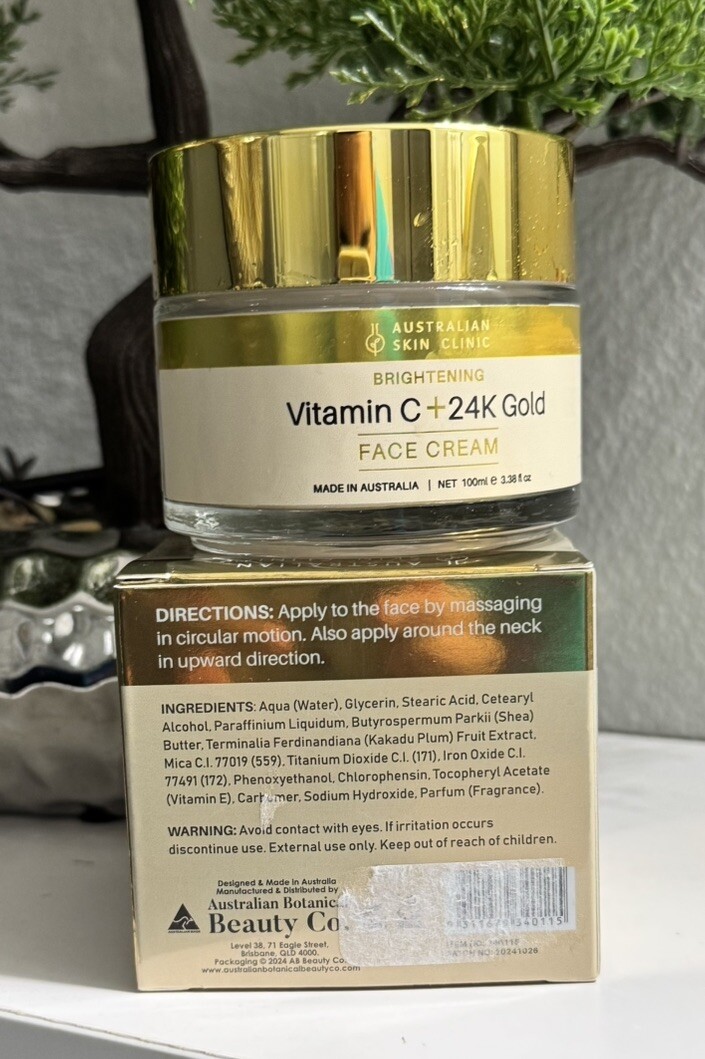 AUSTRALIAN
SKIN CLINIC
BRIGHTENING
Vitamin C+24K Gold
FACE CREAM
MADE IN AUSTRALIA | NET 100ml e 3.38 fl oz
AUSTRALIAN
DIRECTIONS: Apply to the face by massaging
in circular motion. Also apply around the neck
in upward direction.
INGREDIENTS: Aqua (Water), Glycerin, Stearic Acid, Cetearyl
Alcohol, Paraffinium Liquidum, Butyrospermum Parkii (Shea)
Butter, Terminalia Ferdinandiana (Kakadu Plum) Fruit Extract,
Mica C.I. 77019 (559), Titanium Dioxide C.I. (171), Iron Oxide C.I.
77491 (172), Phenoxyethanol, Chlorophensin, Tocopheryl Acetate
(Vitamin E), Carbomer, Sodium Hydroxide, Parfum (Fragrance).
WARNING: Avoid contact with eyes. If irritation occurs
discontinue use. External use only. Keep out of reach of children.
Designed & Made in Australia
Manufactured & Distributed by
Australian Botanic
Beauty Co.
Level 38, 71 Eagle Street,
Brisbane, QLD 4000.
Packaging © 2024 AB Beauty Co.
www.australianbotanicalbeautyco.com